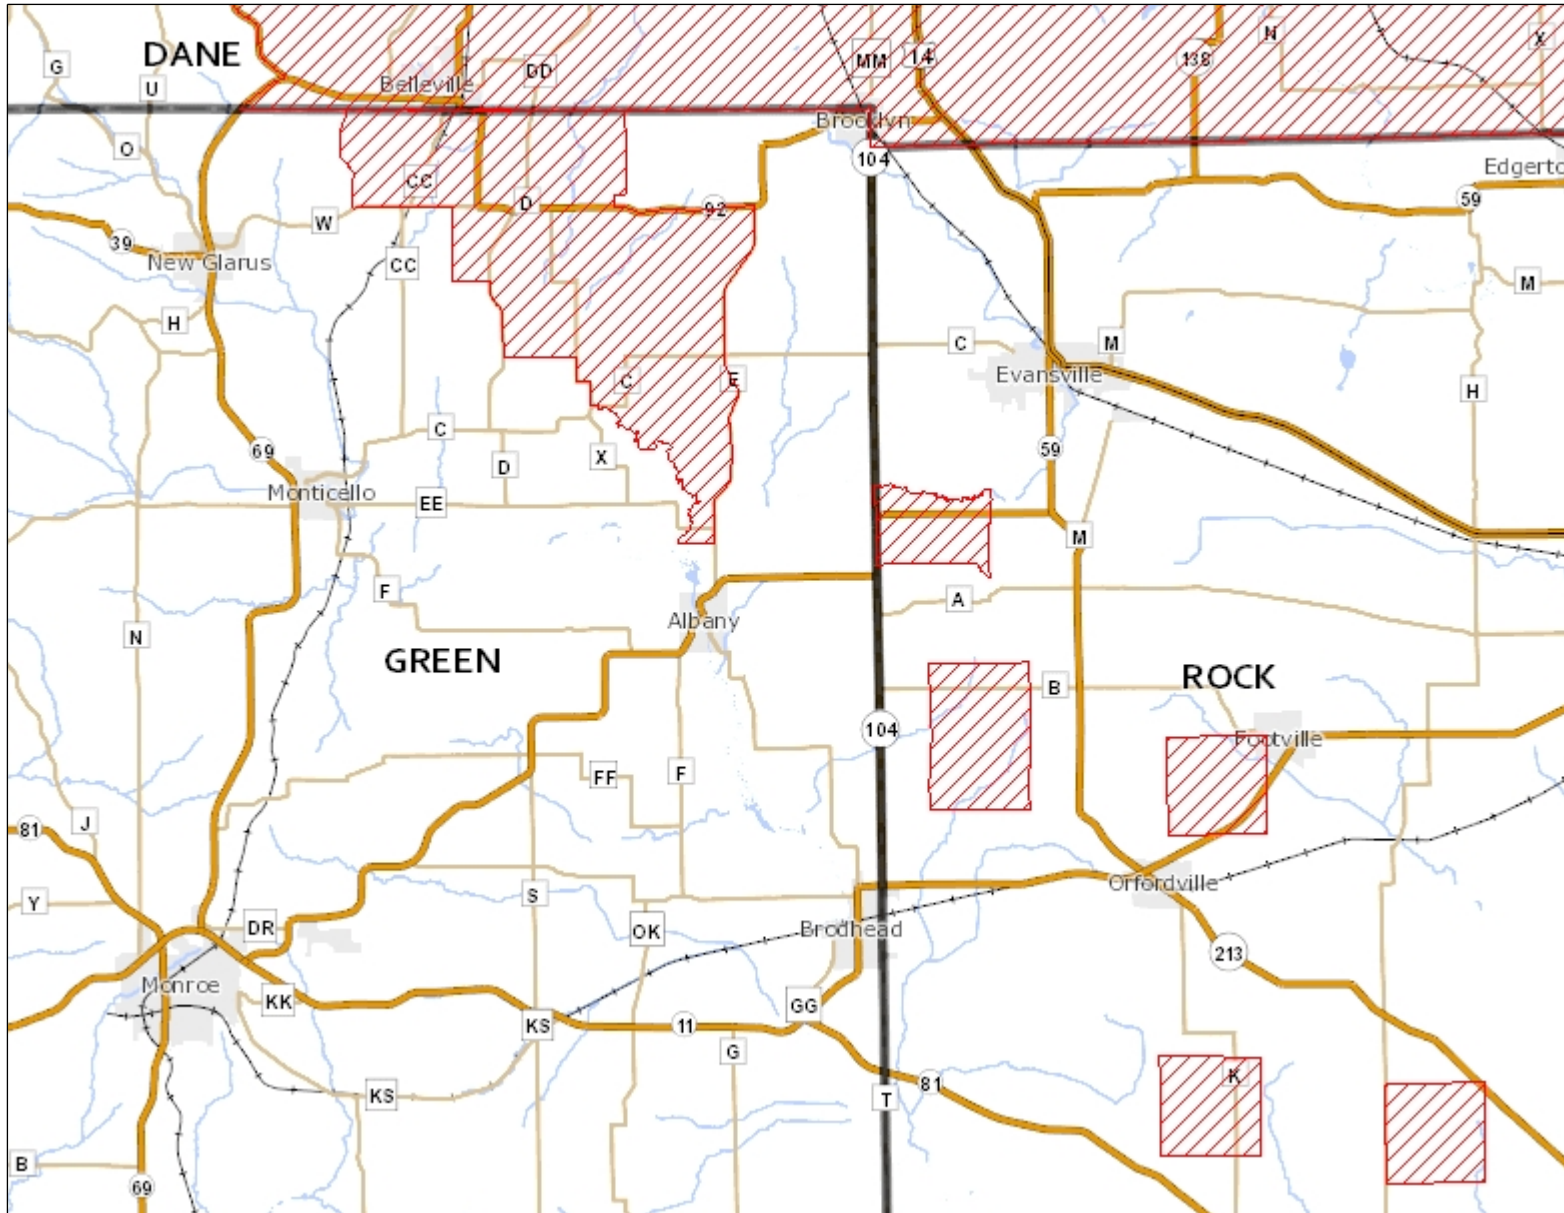 DANE
G
U
Belleville
DD
MM
14
138
N
X
O
CC
Brooklyn
104
Edgerto
W
D
92
59
39
New Glarus
CC
M
H
C
M
C
E
Evansville
H
69
C
D
X
59
Monticello
EE
M
F
A
N
Albany
GREEN
ROCK
B
104
Footville
FF
F
81
J
Y
S
Orfordville
DR
OK
Brodhead
213
Monroe
KK
GG
KS
11
G
K
81
KS
T
B
69